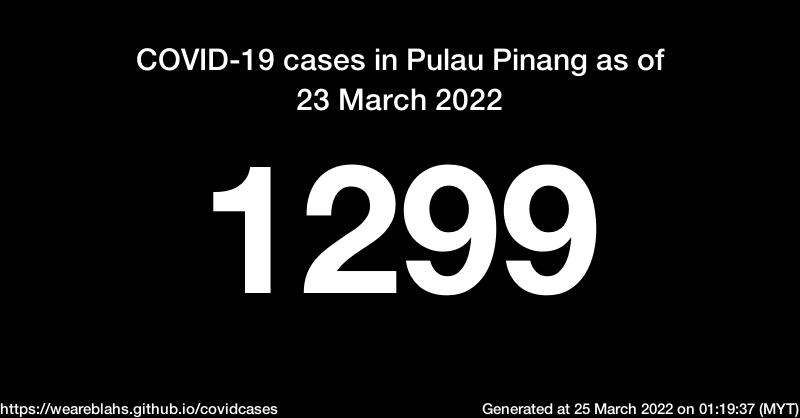 COVID-19 cases in Pulau Pinang as of
23 March 2022
1299
https://weareblahs.github.io/covidcases
Generated at 25 March 2022 on 01:19:37 (MYT)